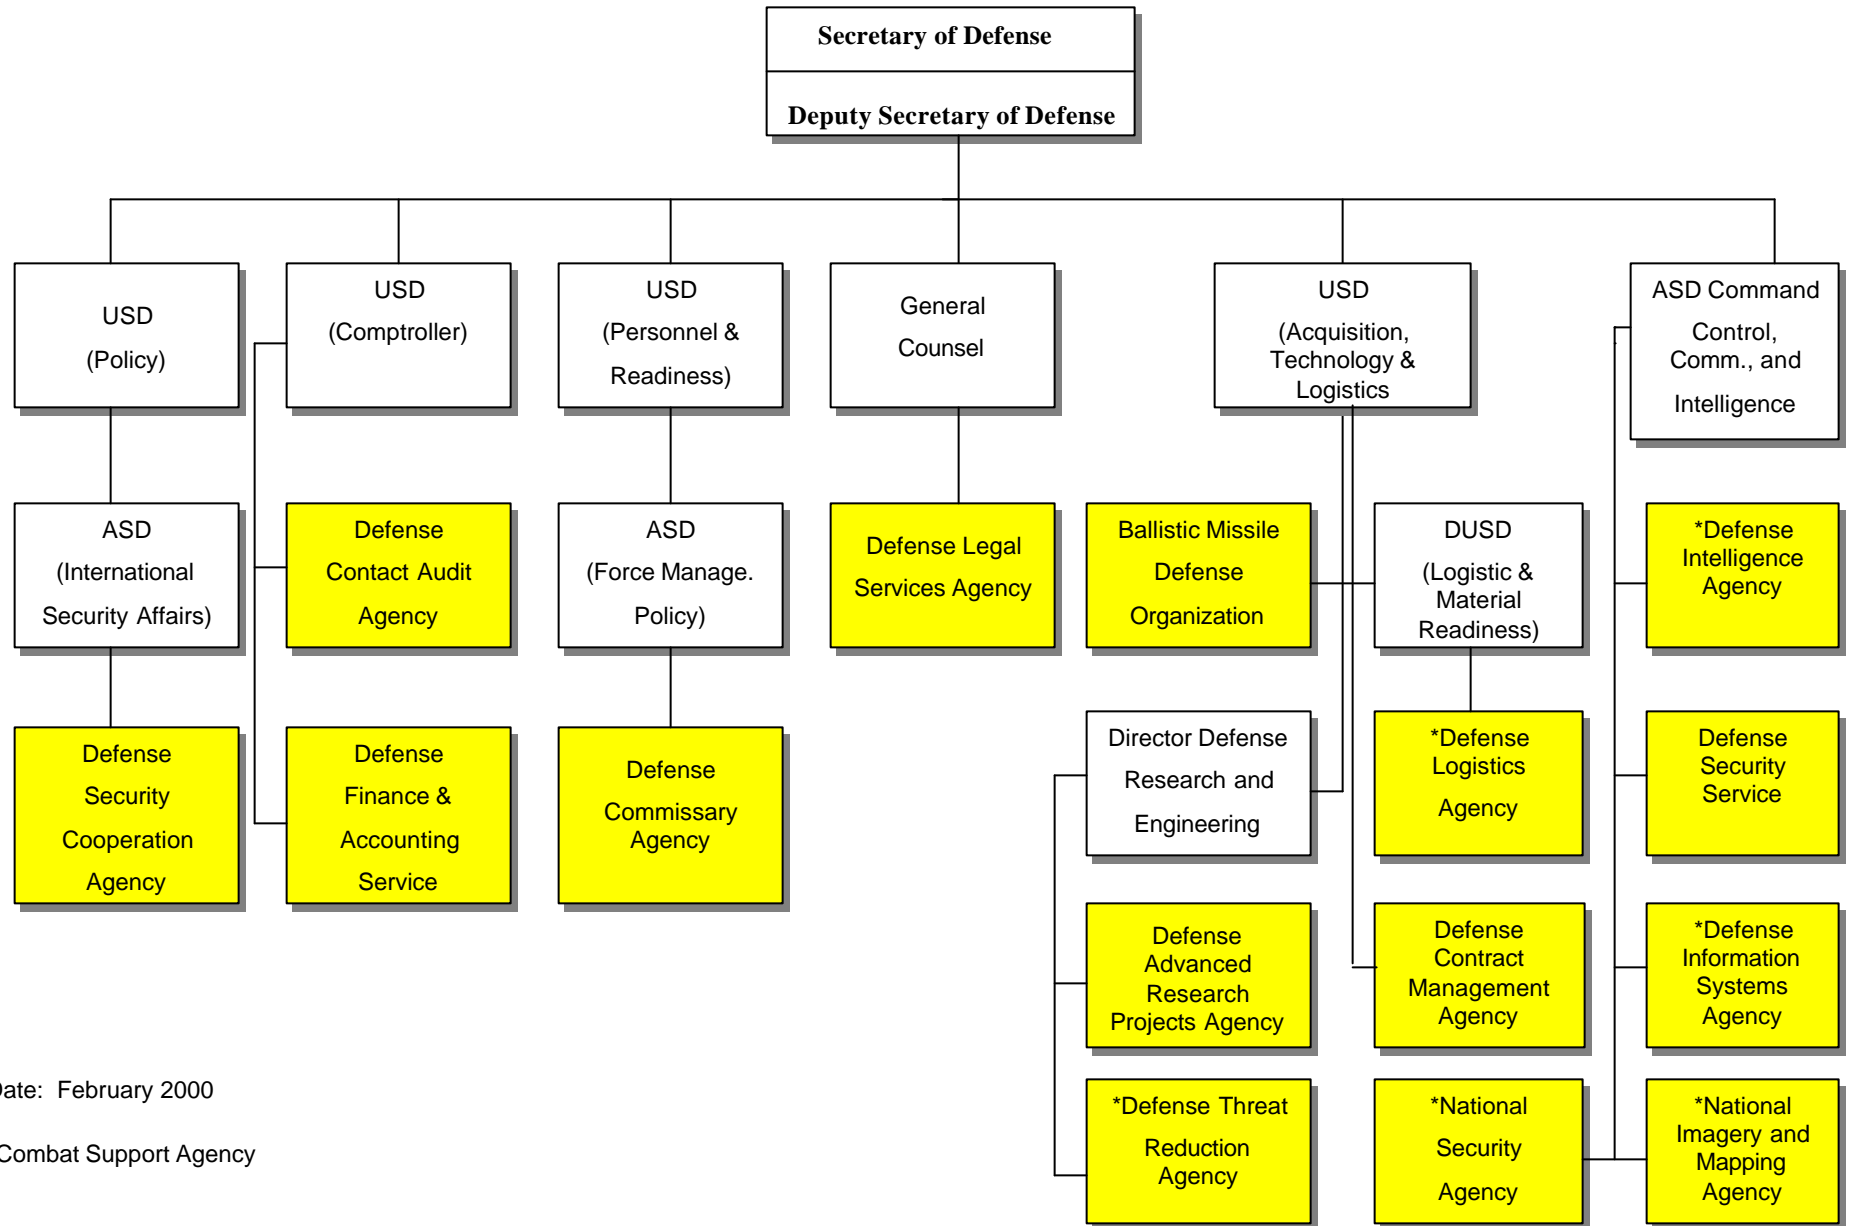 Secretary of Defense
Deputy Secretary of Defense
USD
(Policy)
USD
(Comptroller)
USD
(Personnel &
Readiness)
General
Counsel
USD
(Acquisition,
Technology &
Logistics
ASD Command
Control,
Comm., and
Intelligence
ASD
(International
Security Affairs)
Defense
Contact Audit
Agency
ASD
(Force Manage.
Policy)
Defense Legal
Services Agency
Ballistic Missile
Defense
Organization
DUSD
(Logistic &
Material
Readiness)
*Defense
Intelligence
Agency
Defense
Security
Cooperation
Agency
Defense
Finance &
Accounting
Service
Defense
Commissary
Agency
Director Defense
Research and
Engineering
*Defense
Logistics
Agency
Defense
Security
Service
Defense
Advanced
Research
Projects Agency
Defense
Contract
Management
Agency
*Defense
Information
Systems
Agency
*Defense Threat
Reduction
Agency
*National
Security
Agency
*National
Imagery and
Mapping
Agency
Date: February 2000
Combat Support Agency